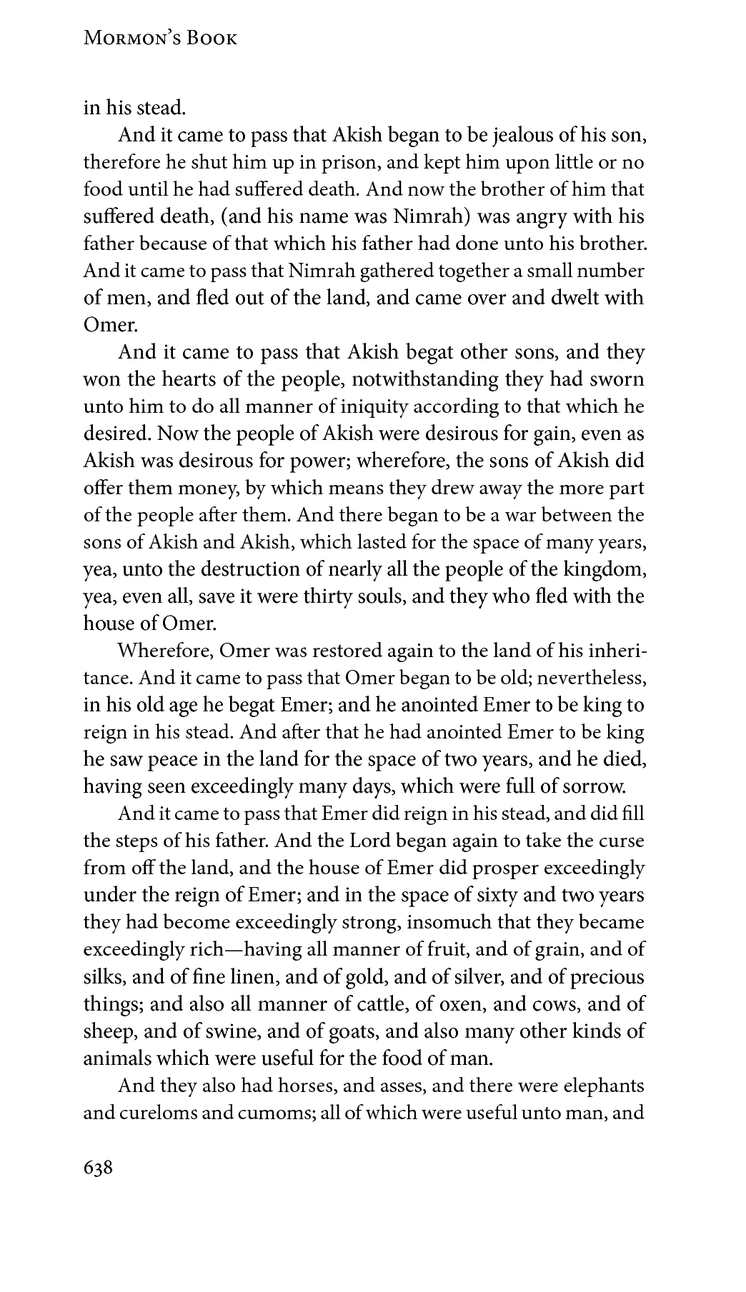 Mormon’s Book
in his stead.
And it came to pass that Akish began to be jealous of his son,
therefore he shut him up in prison, and kept him upon little or no
food until he had suffered death. And now the brother of him that
suffered death, (and his name was Nimrah) was angry with his
father because of that which his father had done unto his brother.
And it came to pass that Nimrah gathered together a small number
of men, and fled out of the land, and came over and dwelt with
Omer.
And it came to pass that Akish begat other sons, and they
won the hearts of the people, notwithstanding they had sworn
unto him to do all manner of iniquity according to that which he
desired. Now the people of Akish were desirous for gain, even as
Akish was desirous for power; wherefore, the sons of Akish did
offer them money, by which means they drew away the more part
of the people after them. And there began to be a war between the
sons of Akish and Akish, which lasted for the space of many years,
yea, unto the destruction of nearly all the people of the kingdom,
yea, even all, save it were thirty souls, and they who fled with the
house of Omer.
Wherefore, Omer was restored again to the land of his inheri-
tance. And it came to pass that Omer began to be old; nevertheless,
in his old age he begat Emer; and he anointed Emer to be king to
reign in his stead. And after that he had anointed Emer to be king
he saw peace in the land for the space of two years, and he died,
having seen exceedingly many days, which were full of sorrow.
And it came to pass that Emer did reign in his stead, and did fill
the steps of his father. And the Lord began again to take the curse
from off the land, and the house of Emer did prosper exceedingly
under the reign of Emer; and in the space of sixty and two years
they had become exceedingly strong, insomuch that they became
exceedingly rich—having all manner of fruit, and of grain, and of
silks, and of fine linen, and of gold, and of silver, and of precious
things; and also all manner of cattle, of oxen, and cows, and of
sheep, and of swine, and of goats, and also many other kinds of
animals which were useful for the food of man.
And they also had horses, and asses, and there were elephants
and cureloms and cumoms; all of which were useful unto man, and
638